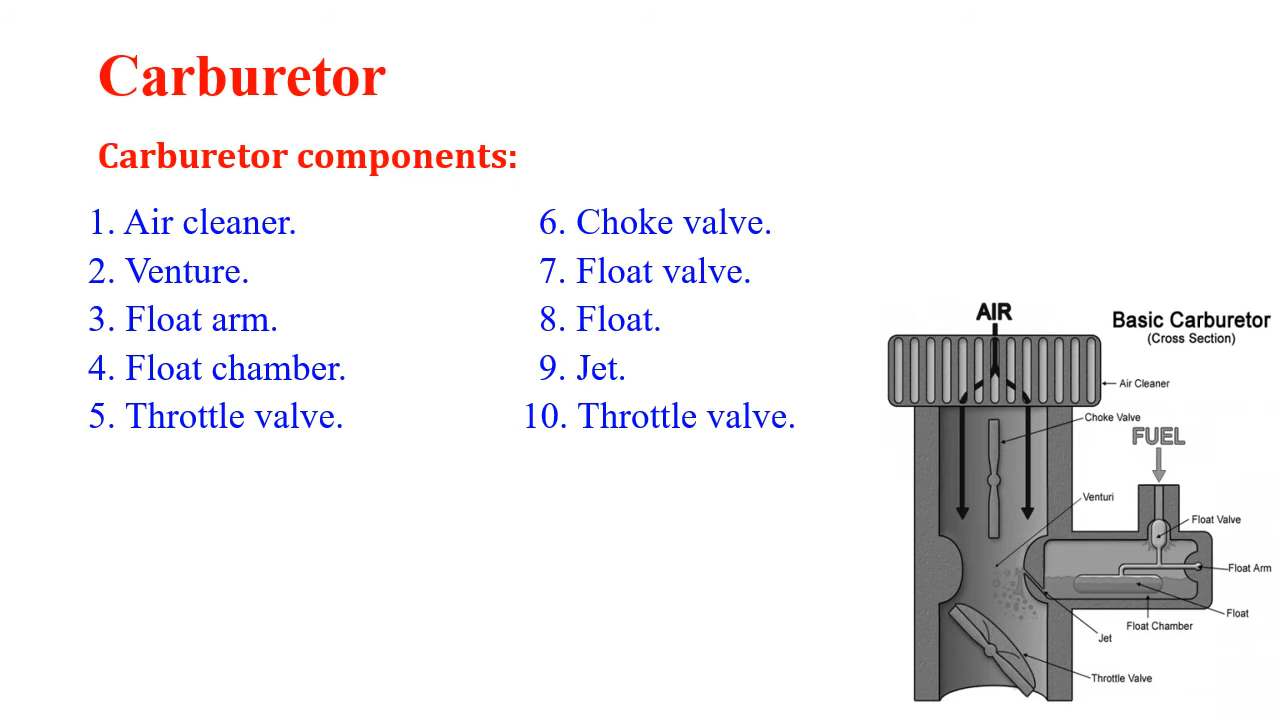 Carburetor
Carburetor components:
1. Air cleaner.
2. Venture.
3. Float arm.
4. Float chamber.
5. Throttle valve.
6. Choke valve.
7. Float valve.
8. Float.
9. Jet.
10. Throttle valve.
AIR
Basic Carburetor
(Cross Section)
Air Cleaner
Choke Valve
FUEL
Venturi
Float Valve
Float Arm
Float
Float Chamber
Jet
Throttle Valve